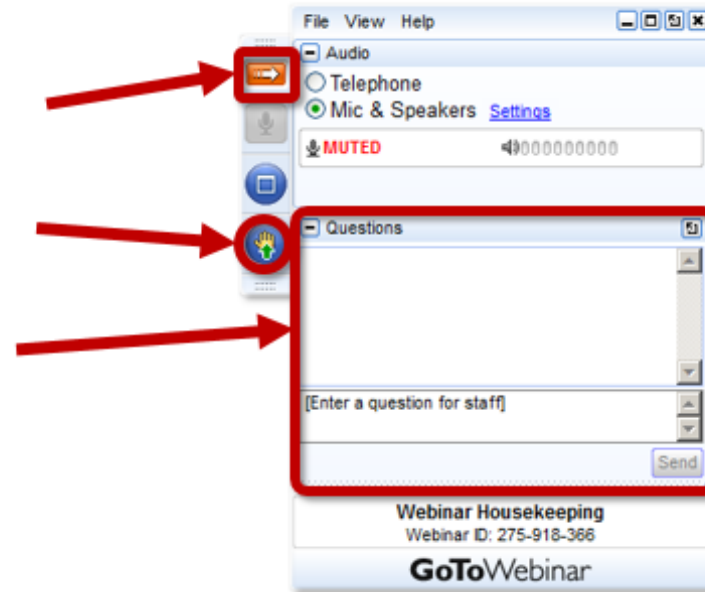 File View Help
Audio
Telephone
Mic & Speakers Settings
MUTED 000000000
Questions
[Enter a question for staff]
Send
Webinar Housekeeping
Webinar ID: 275-918-366
GoToWebinar